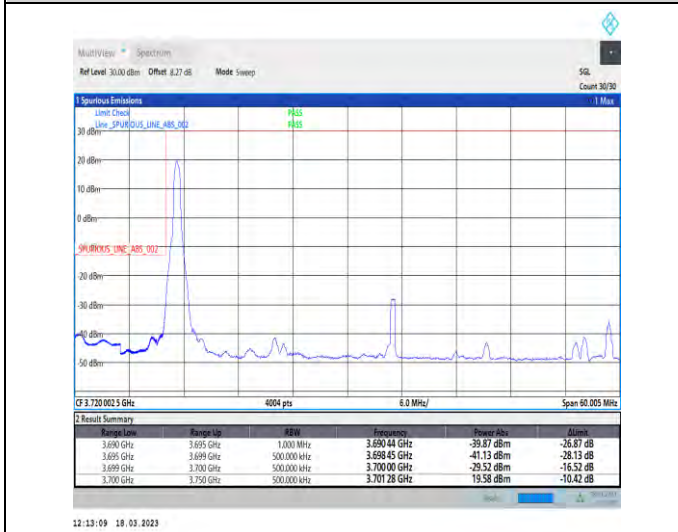 MultiView Spectrum
Ref Level 30.00 dBm Offset 8.27 dB Mode Sweep SGL
Count 30/30
1 Spurious Emissions 1 Max
Limit Check PASS
Line _SPURIOUS_LINE_ABS_002 PASS
30 dBm
20 dBm
10 dBm
0 dBm
_SPURIOUS_LINE_ABS_002
-20 dBm
-30 dBm
-40 dBm
-50 dBm
CF 3.720 002 5 GHz 4004 pts 6.0 MHz/ Span 60.005 MHz
2 Result Summary
Range Low Range Up RBW Frequency Power Abs ΔLimit
3.690 GHz 3.695 GHz 1.000 MHz 3.690 44 GHz -39.87 dBm -26.87 dB
3.695 GHz 3.699 GHz 500.000 kHz 3.698 45 GHz -41.13 dBm -28.13 dB
3.699 GHz 3.700 GHz 500.000 kHz 3.700 00 GHz -29.52 dBm -16.52 dB
3.700 GHz 3.750 GHz 500.000 kHz 3.701 28 GHz 19.58 dBm -10.42 dB
12:13:09 18.03.2023